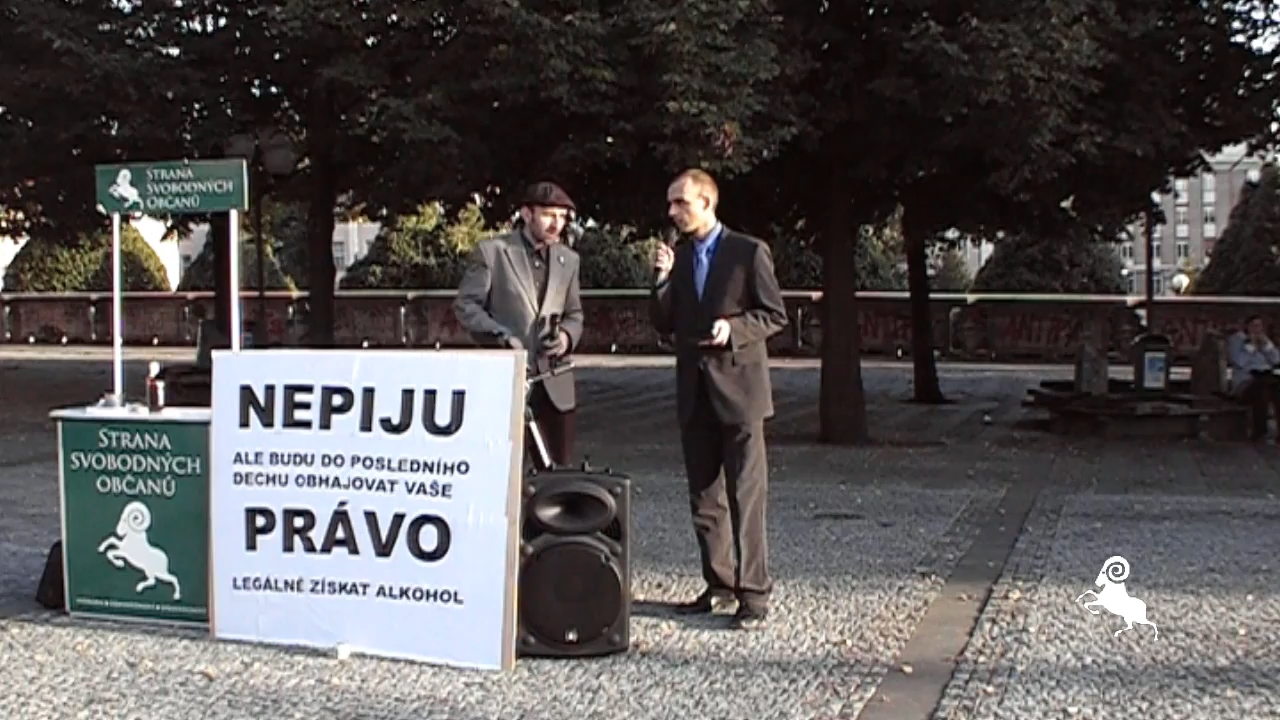 STRANA
SVOBODNÝCH
OBČANŮ
NEPIJU
ALE BUDU DO POSLEDNÍHO
DECHU OBHAJOVAT VAŠE
PRÁVO
LEGÁLNĚ ZÍSKAT ALKOHOL
STRANA
SVOBODNÝCH
OBČANŮ